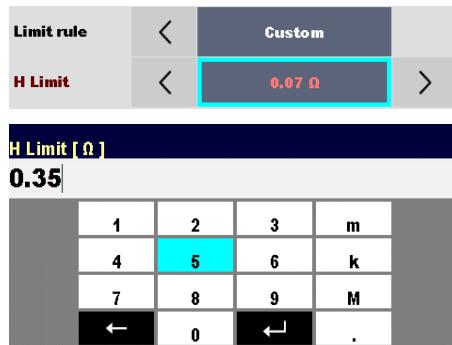 Limit rule < Custom
H Limit < 0.07 Ω >
H Limit [ Ω ]
0.35
1 2 3 m
4 5 6 k
7 8 9 M
← 0 ↵ .